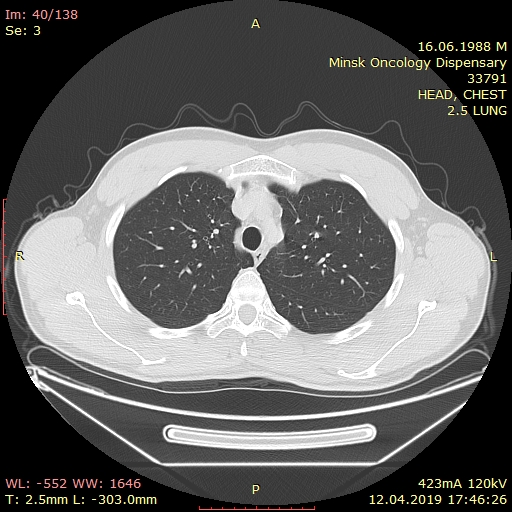 Im: 40/138
Se: 3
A
16.06.1988 M
Minsk Oncology Dispensary
33791
HEAD, CHEST
2.5 LUNG
R
L
WL: -552 WW: 1646
T: 2.5mm L: -303.0mm
P
423mA 120kV
12.04.2019 17:46:26